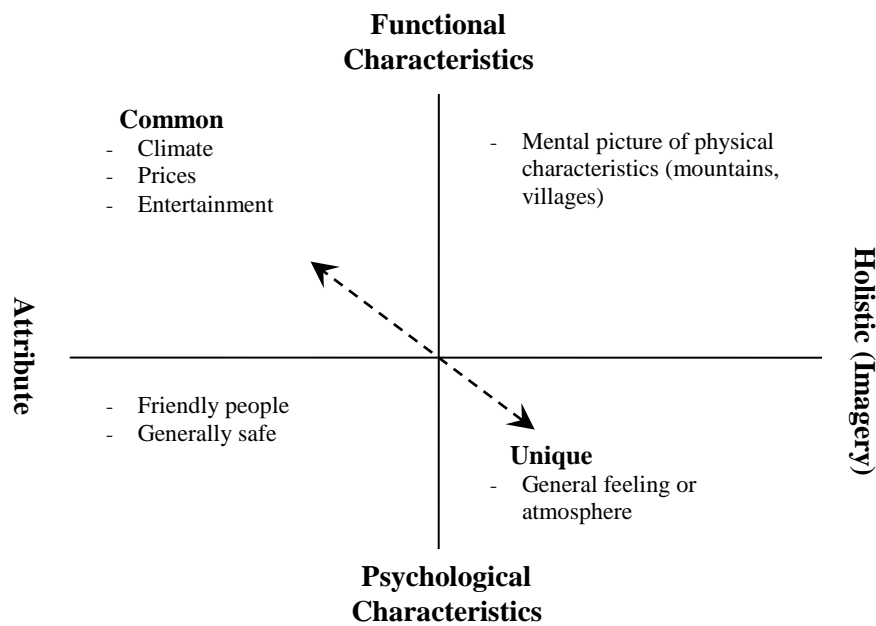 Functional
Characteristics
Common
- Climate
- Prices
- Entertainment
- Mental picture of physical
characteristics (mountains,
villages)
Attribute
Holistic (Imagery)
- Friendly people
- Generally safe
Unique
- General feeling or
atmosphere
Psychological
Characteristics